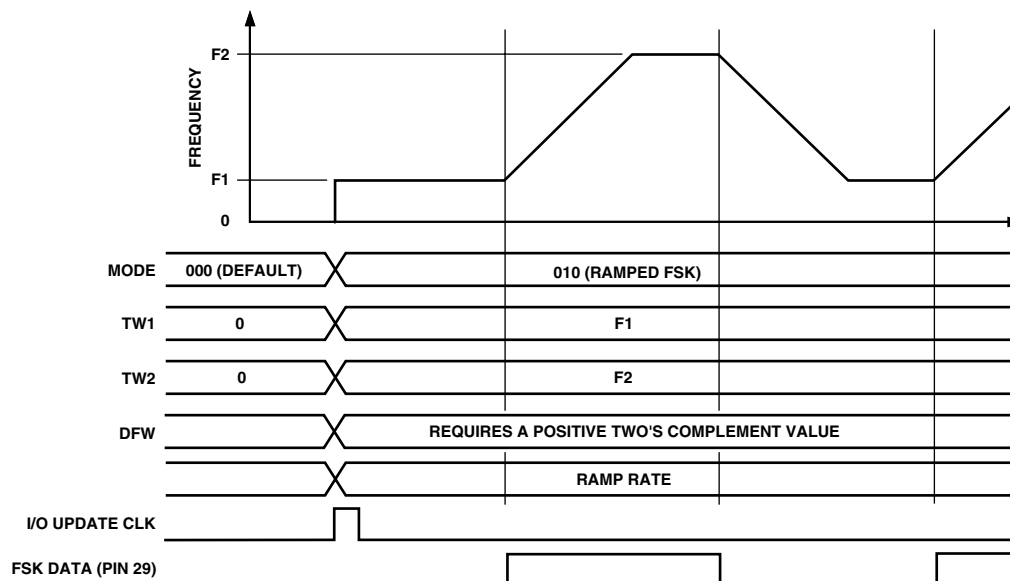 F2
FREQUENCY
F1
0
MODE
000 (DEFAULT)
010 (RAMPED FSK)
TW1
0
F1
TW2
0
F2
DFW
REQUIRES A POSITIVE TWO'S COMPLEMENT VALUE
RAMP RATE
I/O UPDATE CLK
FSK DATA (PIN 29)